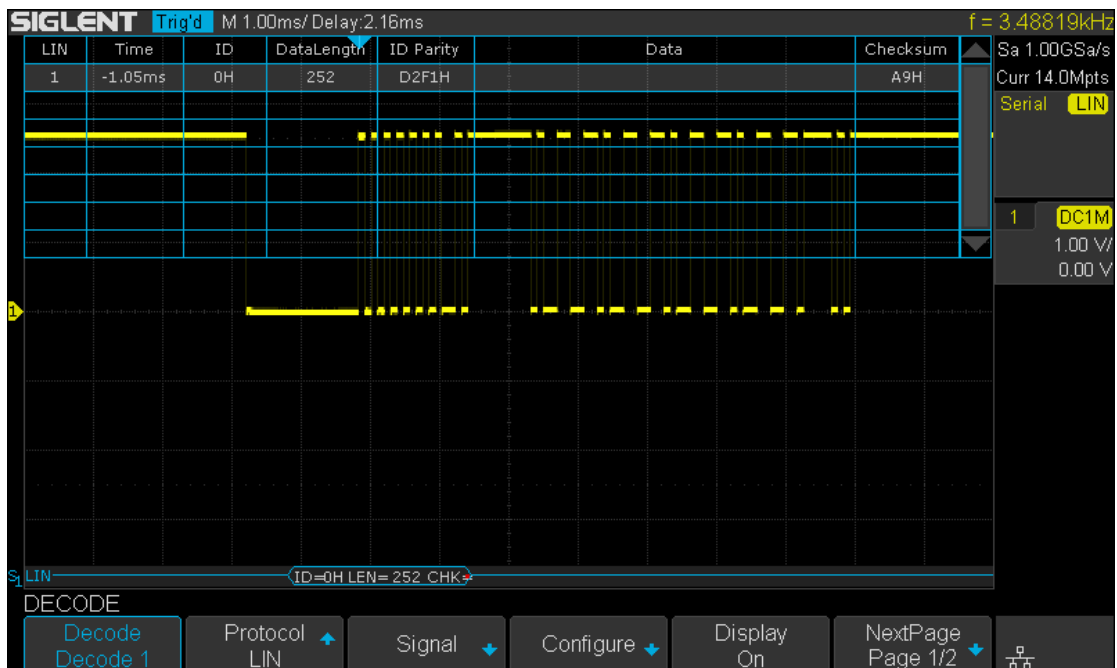 SIGLENT Trig'd M 1.00ms/ Delay:2.16ms f = 3.48819kHz
LIN Time ID DataLength ID Parity Data Checksum Sa 1.00GSa/s
1 -1.05ms 0H 252 D2F1H A9H Curr 14.0Mpts
Serial LIN
1 DC1M
1.00 V/
0.00 V
1
S1 LIN ID=0H LEN= 252 CHK=
DECODE
Decode Protocol Signal Configure Display NextPage
Decode 1 LIN On Page 1/2